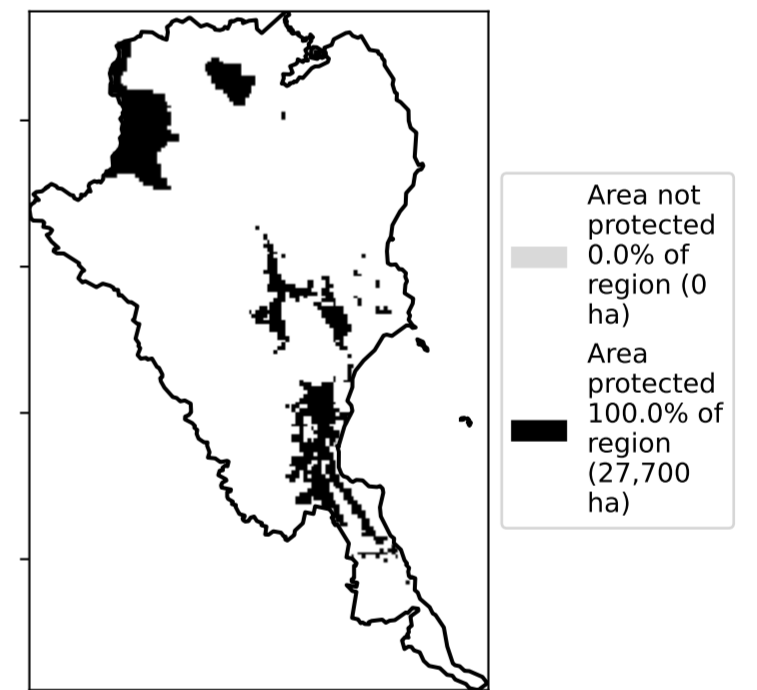 Area not
protected
0.0% of
region (0
ha)
Area
protected
100.0% of
region
(27,700
ha)